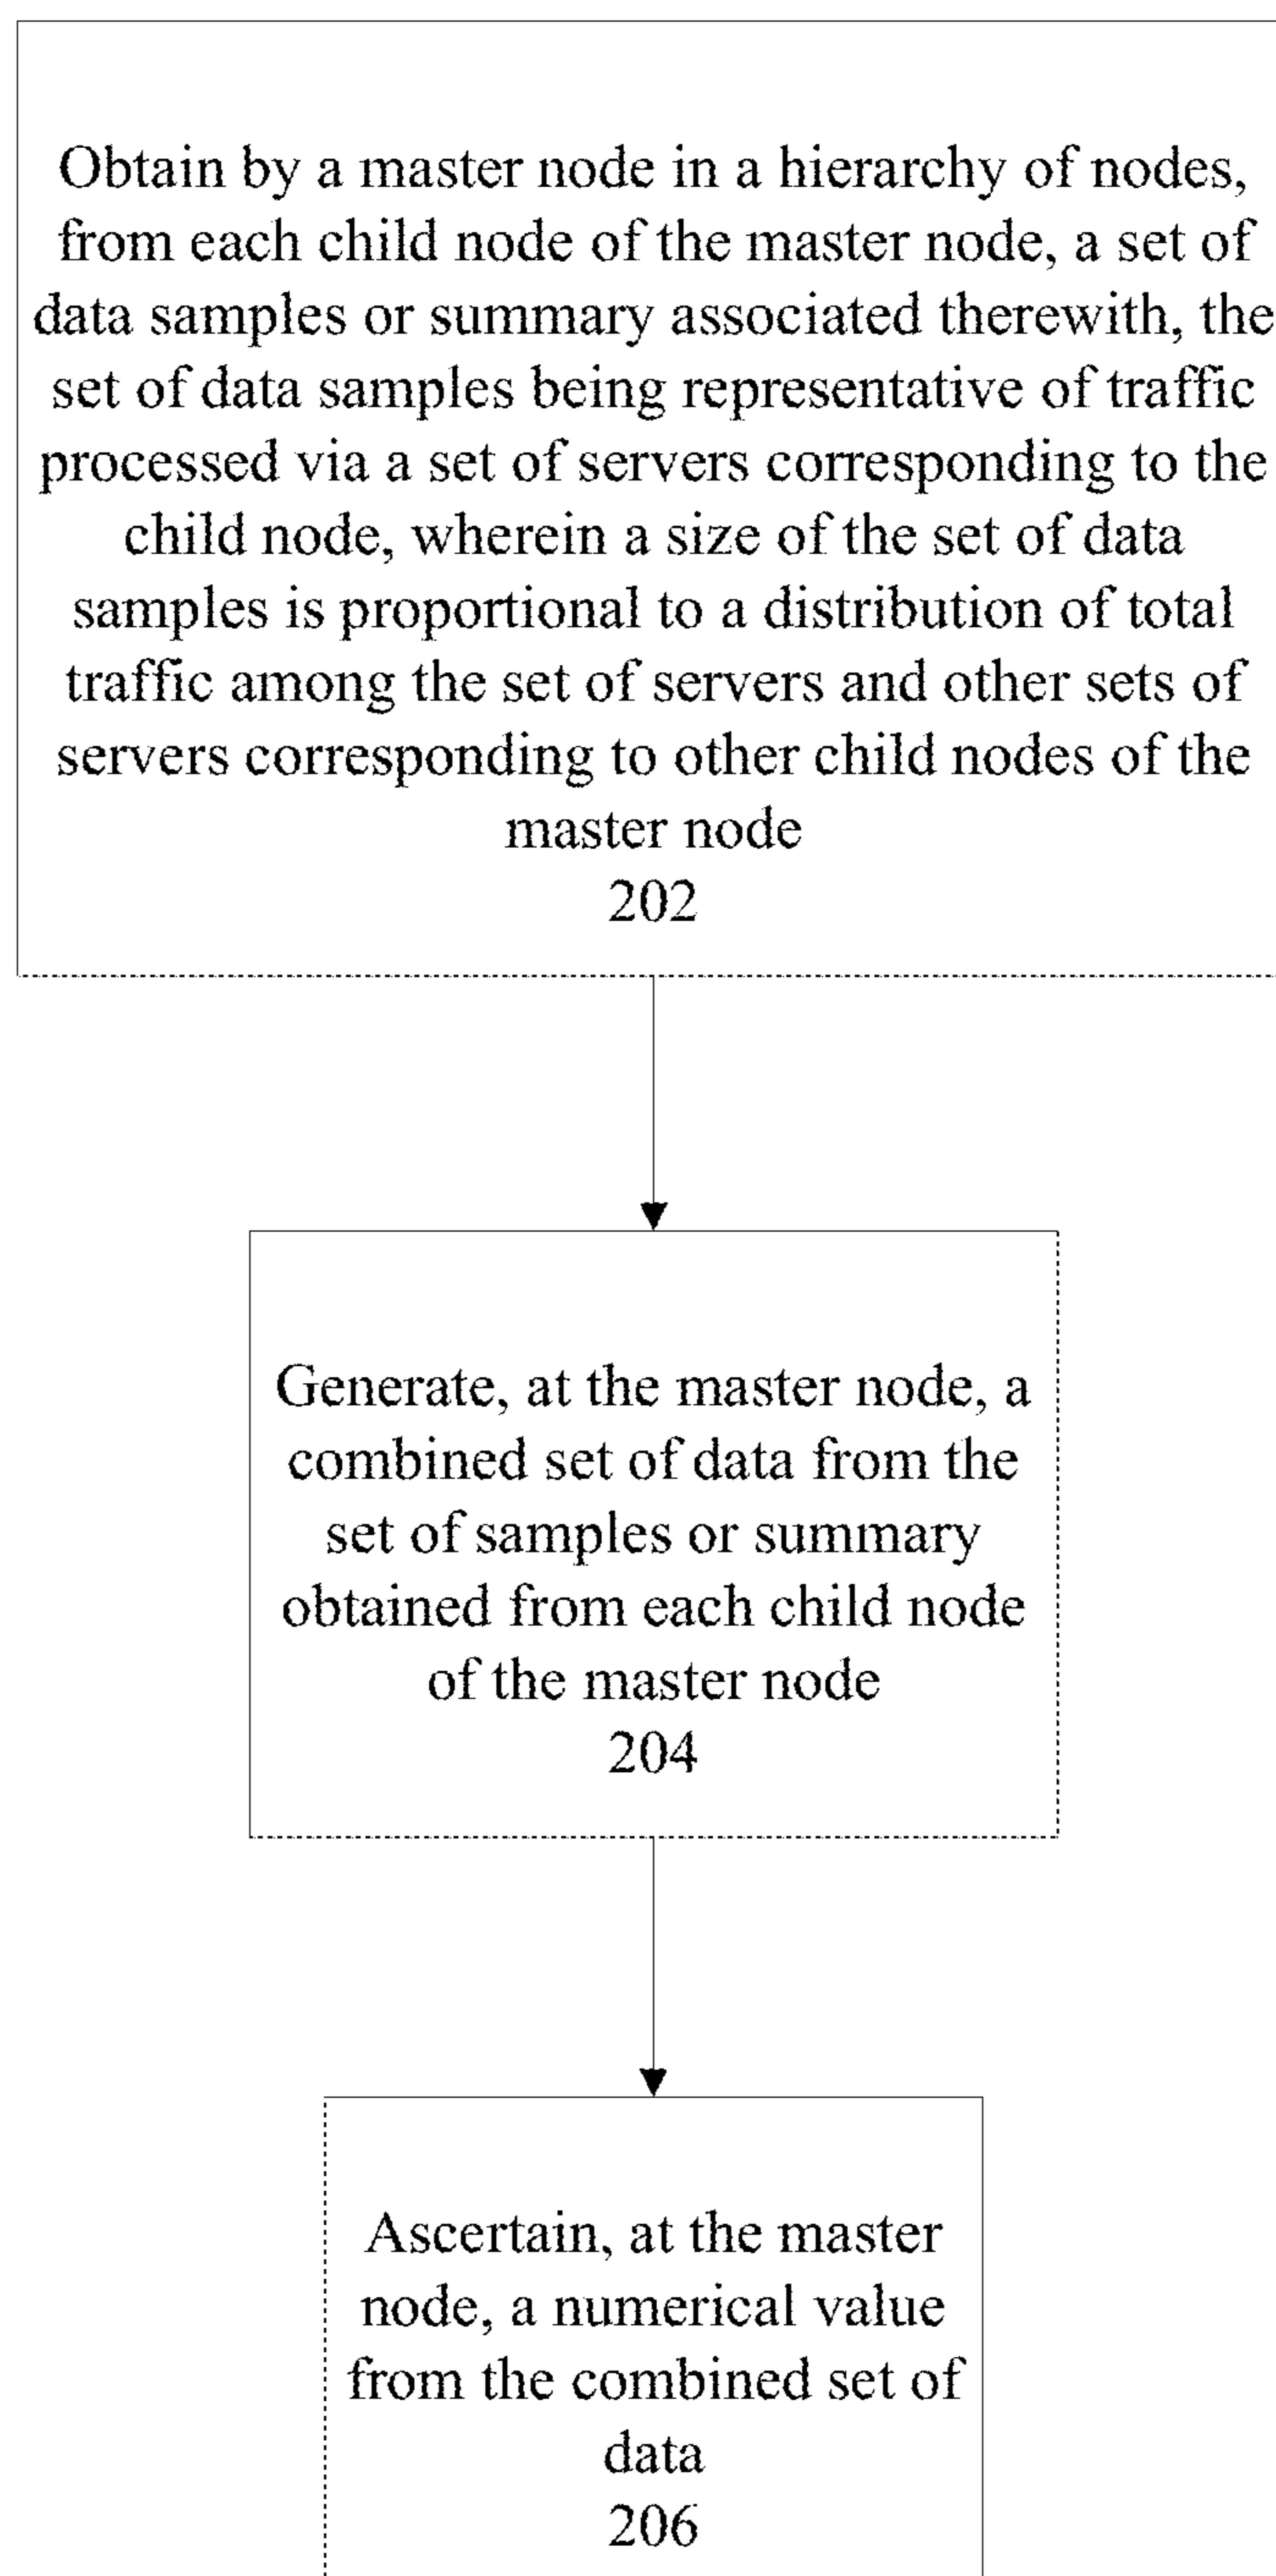 Obtain by a master node in a hierarchy of nodes,
from each child node of the master node, a set of
data samples or summary associated therewith, the
set of data samples being representative of traffic
processed via a set of servers corresponding to the
child node, wherein a size of the set of data
samples is proportional to a distribution of total
traffic among the set of servers and other sets of
servers corresponding to other child nodes of the
master node
202
Generate, at the master node, a
combined set of data from the
set of samples or summary
obtained from each child node
of the master node
204
Ascertain, at the master
node, a numerical value
from the combined set of
data
206